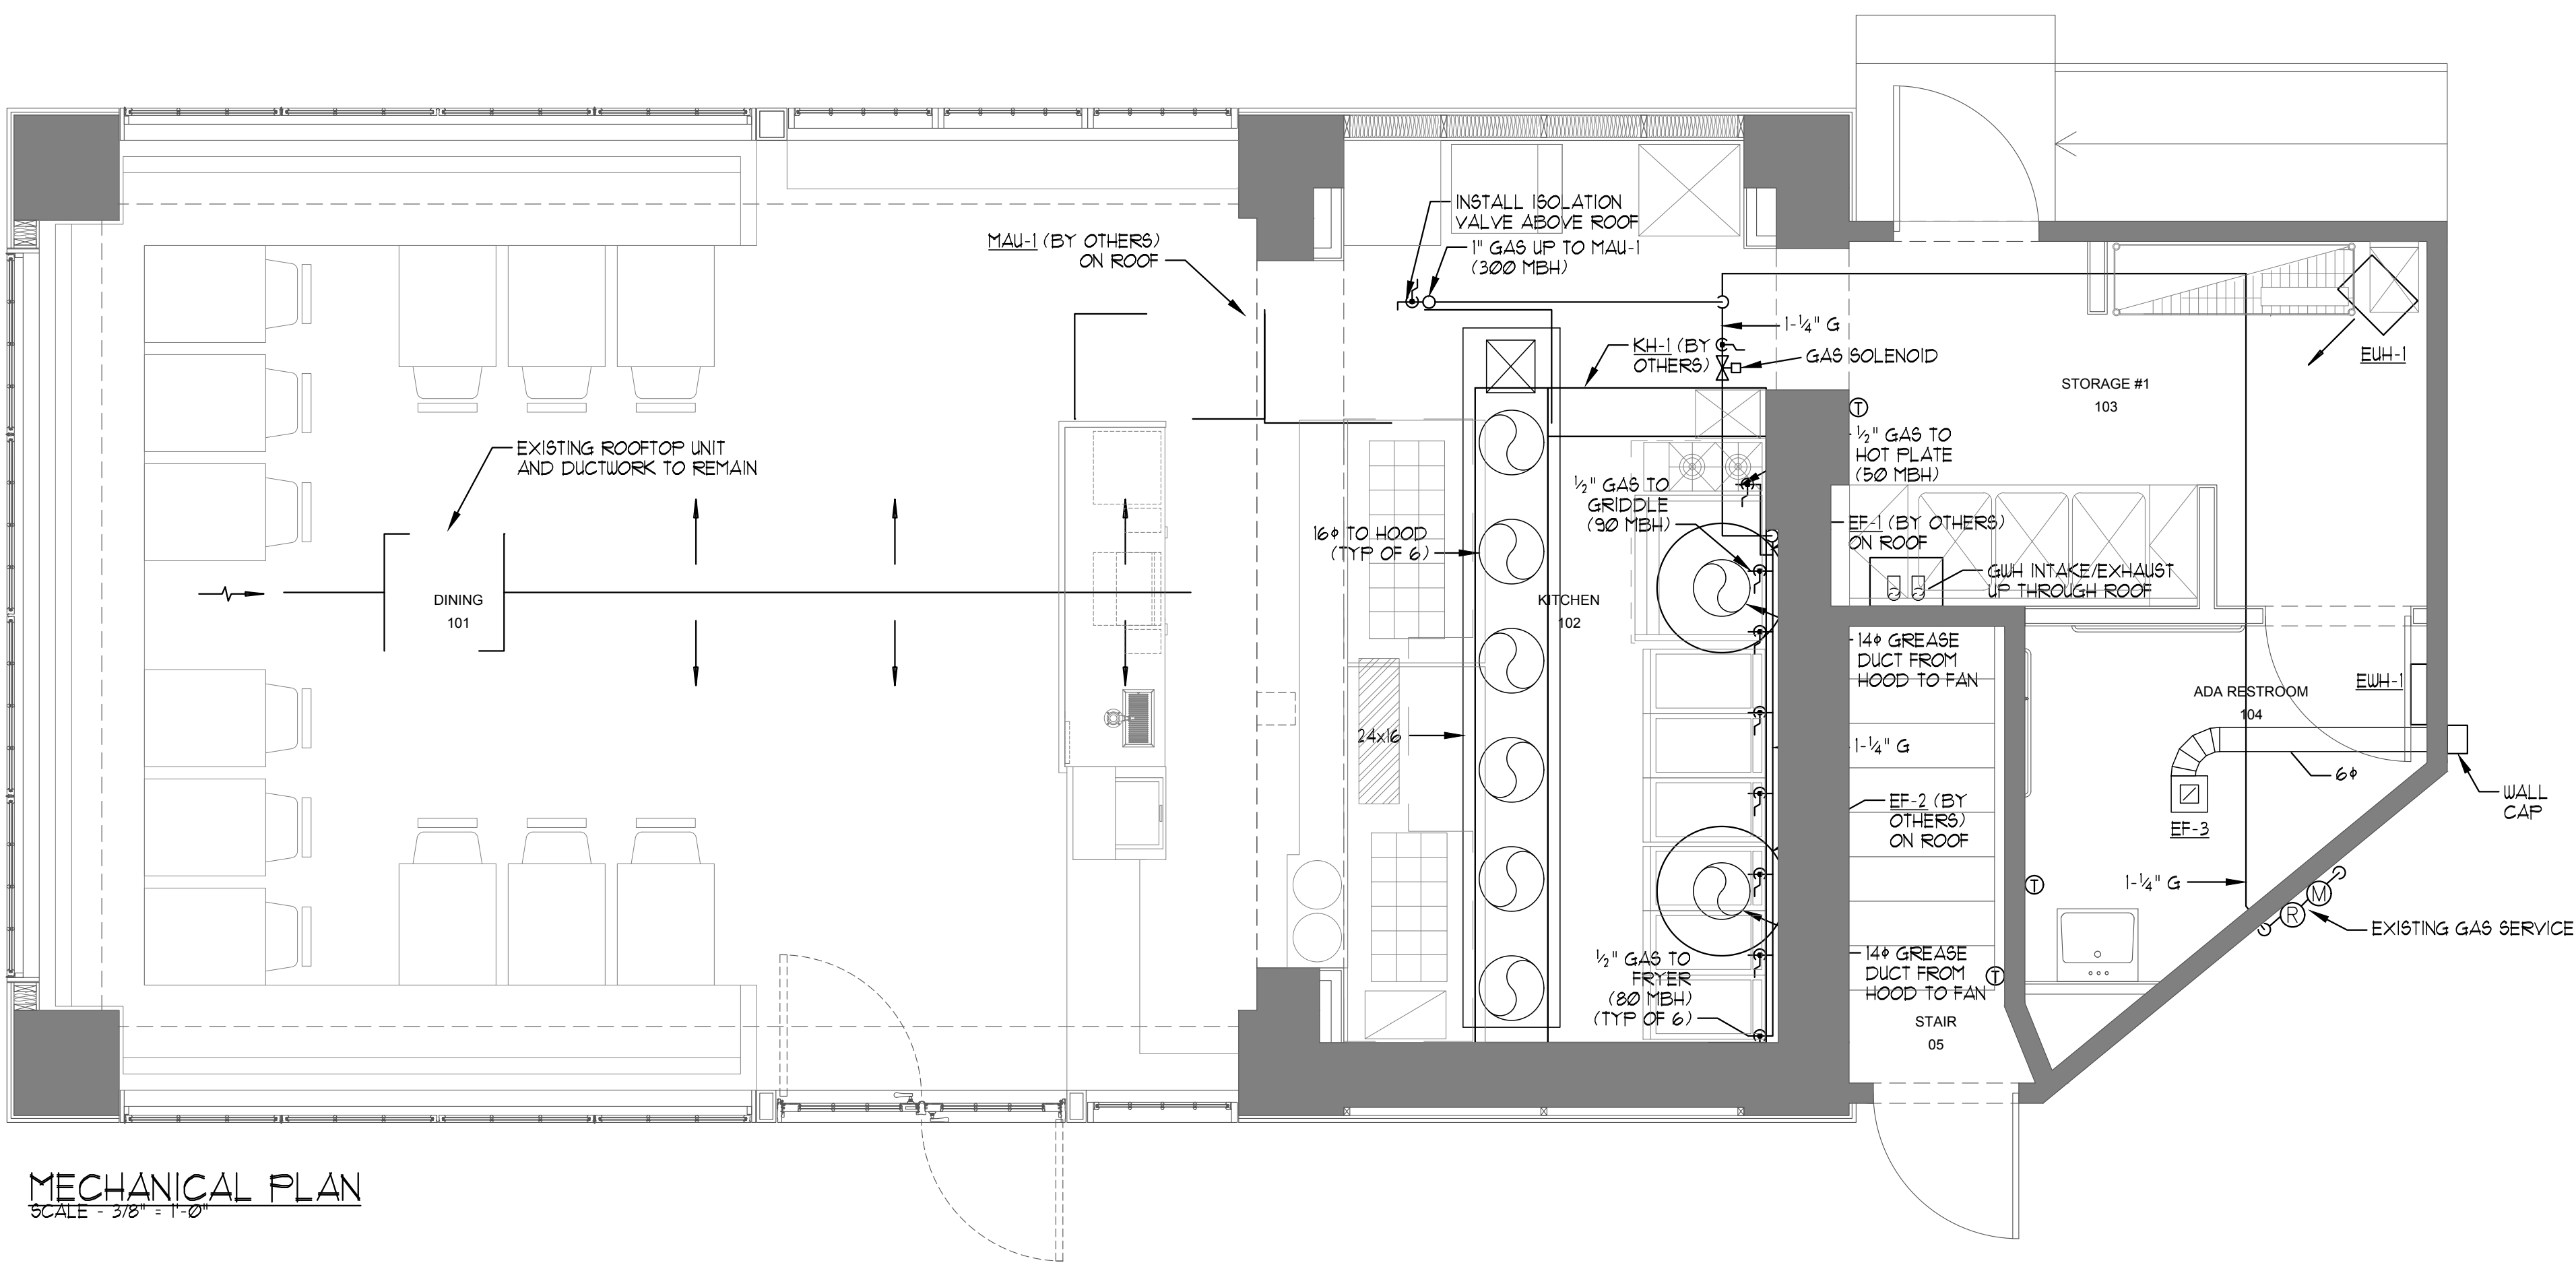 INSTALL ISOLATION
VALVE ABOVE ROOF
MAU-1 (BY OTHERS)
ON ROOF
1" GAS UP TO MAU-1
(300 MBH)
1-1/4" G
KH-1 (BY
OTHERS)
GAS SOLENOID
EUH-1
STORAGE #1
103
T
EXISTING ROOFTOP UNIT
AND DUCTWORK TO REMAIN
1/2" GAS TO
HOT PLATE
(50 MBH)
1/2" GAS TO
GRIDDLE
(90 MBH)
16ϕ TO HOOD
(TYP OF 6)
EF-1 (BY OTHERS)
ON ROOF
GWH INTAKE/EXHAUST
UP THROUGH ROOF
DINING
101
KITCHEN
102
14ϕ GREASE
DUCT FROM
HOOD TO FAN
EWH-1
ADA RESTROOM
104
24x16
1-1/4" G
6ϕ
EF-2 (BY
OTHERS)
ON ROOF
WALL
CAP
EF-3
1-1/4" G
T
M
R
EXISTING GAS SERVICE
1/2" GAS TO
FRYER
(80 MBH)
(TYP OF 6)
14ϕ GREASE
DUCT FROM
HOOD TO FAN
T
STAIR
05
MECHANICAL PLAN
SCALE - 3/8" = 1'-0"